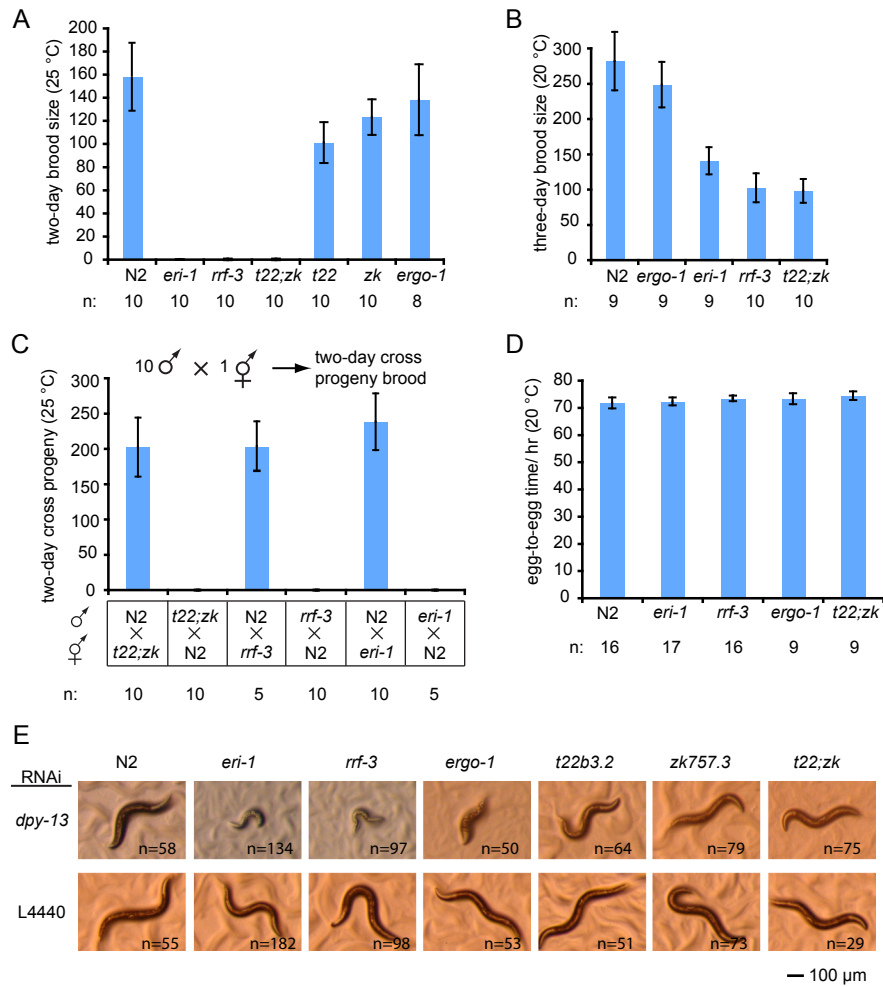 A
two-day brood size (25 °C)
180
160
140
120
100
80
60
40
20
0
N2 eri-1 rrf-3 t22;zk t22 zk ergo-1
n: 10 10 10 10 10 10 8
B
three-day brood size (20 °C)
300
250
200
150
100
50
0
N2 ergo-1 eri-1 rrf-3 t22;zk
n: 9 9 9 10 10
C
10 ♂ × 1 ⚥ → two-day cross
progeny brood
two-day cross progeny (25 °C)
300
250
200
150
100
50
0
♂ N2 t22;zk N2 rrf-3 N2 eri-1
× × × × × ×
⚥ t22;zk N2 rrf-3 N2 eri-1 N2
n: 10 10 5 10 10 5
D
egg-to-egg time/ hr (20 °C)
80
70
60
50
40
30
20
10
0
N2 eri-1 rrf-3 ergo-1 t22;zk
n: 16 17 16 9 9
E
N2 eri-1 rrf-3 ergo-1 t22b3.2 zk757.3 t22;zk
RNAi
dpy-13
n=58 n=134 n=97 n=50 n=64 n=79 n=75
L4440
n=55 n=182 n=98 n=53 n=51 n=73 n=29
100 µm